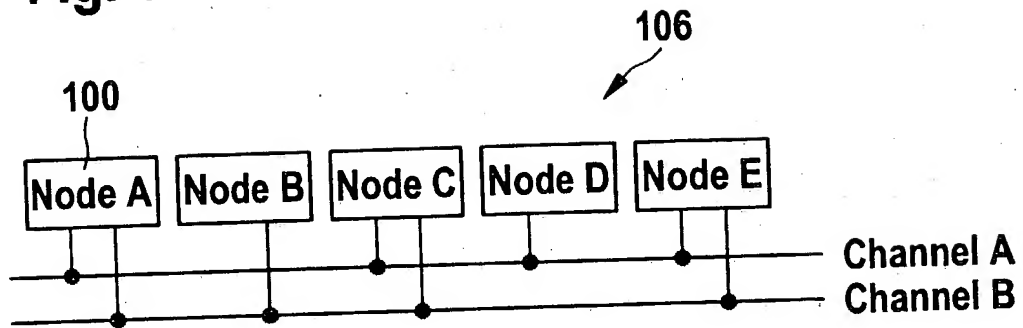 106
100
Node A
Node B
Node C
Node D
Node E
Channel A
Channel B